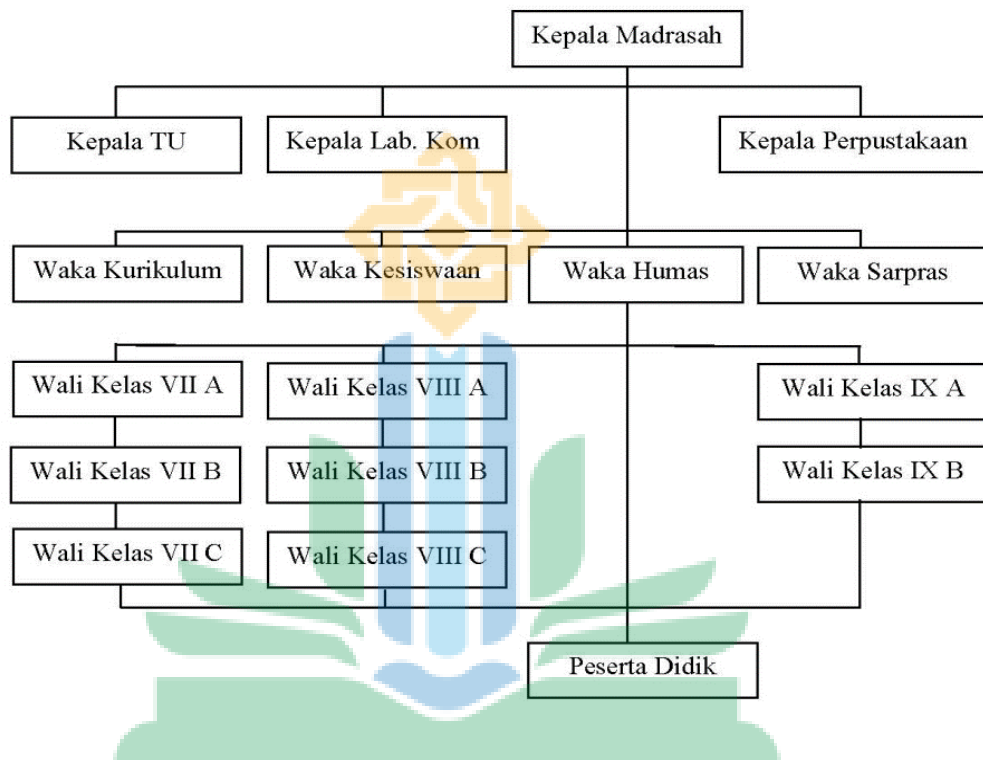 Kepala Madrasah
Kepala TU
Kepala Lab. Kom
Kepala Perpustakaan
Waka Kurikulum
Waka Kesiswaan
Waka Humas
Waka Sarpras
Wali Kelas VII A
Wali Kelas VIII A
Wali Kelas IX A
Wali Kelas VII B
Wali Kelas VIII B
Wali Kelas IX B
Wali Kelas VII C
Wali Kelas VIII C
Peserta Didik